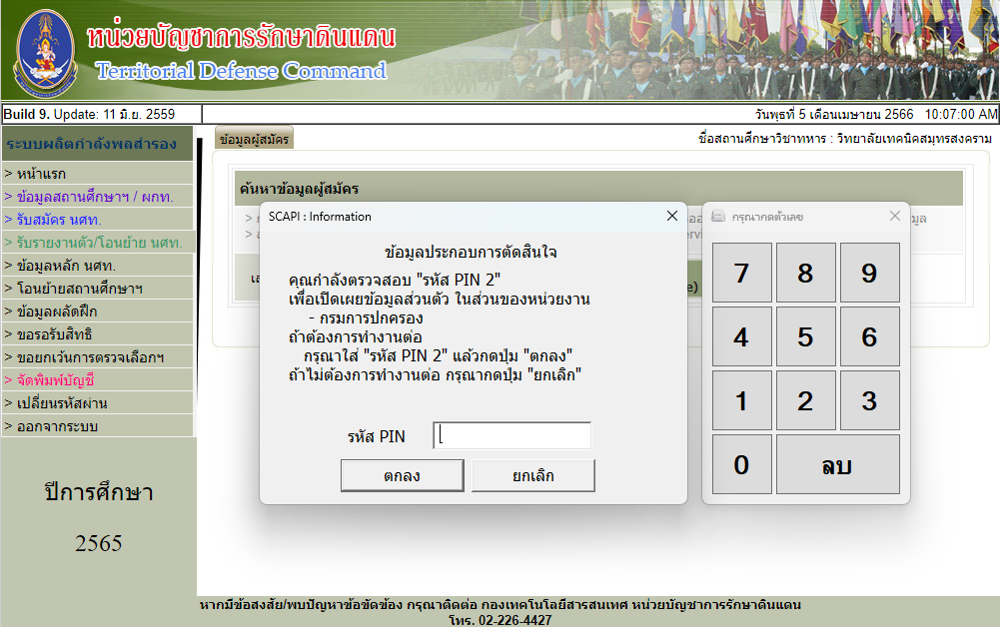 หน่วยบัญชาการรักษาดินแดน
Territorial Defense Command
Build 9. Update: 11 มิ.ย. 2559
วันพุธที่ 5 เดือนเมษายน 2566 10:07:00 AM
ระบบผลิตกำลังพลสำรอง
> หน้าแรก
> ข้อมูลสถานศึกษาฯ / ผกท.
> รับสมัคร นศท.
> รับรายงานตัว/โอนย้าย นศท.
> ข้อมูลหลัก นศท.
> โอนย้ายสถานศึกษาฯ
> ข้อมูลผลัดฝึก
> ขอรอรับสิทธิ
> ขอยกเว้นการตรวจเลือกฯ
> จัดพิมพ์บัญชี
> เปลี่ยนรหัสผ่าน
> ออกจากระบบ
ปีการศึกษา
2565
ข้อมูลผู้สมัคร
ชื่อสถานศึกษาวิชาทหาร : วิทยาลัยเทคนิคสมุทรสงคราม
ค้นหาข้อมูลผู้สมัคร
SCAPI : Information
ข้อมูลประกอบการตัดสินใจ
คุณกำลังตรวจสอบ "รหัส PIN 2"
เพื่อเปิดเผยข้อมูลส่วนตัว ในส่วนของหน่วยงาน
- กรมการปกครอง
ถ้าต้องการทำงานต่อ
กรุณาใส่ "รหัส PIN 2" แล้วกดปุ่ม "ตกลง"
ถ้าไม่ต้องการทำงานต่อ กรุณากดปุ่ม "ยกเลิก"
รหัส PIN
ตกลง ยกเลิก
กรุณากดตัวเลข
7 8 9
4 5 6
1 2 3
0 ลบ
หากมีข้อสงสัย/พบปัญหาข้อขัดข้อง กรุณาติดต่อ กองเทคโนโลยีสารสนเทศ หน่วยบัญชาการรักษาดินแดน
โทร. 02-226-4427